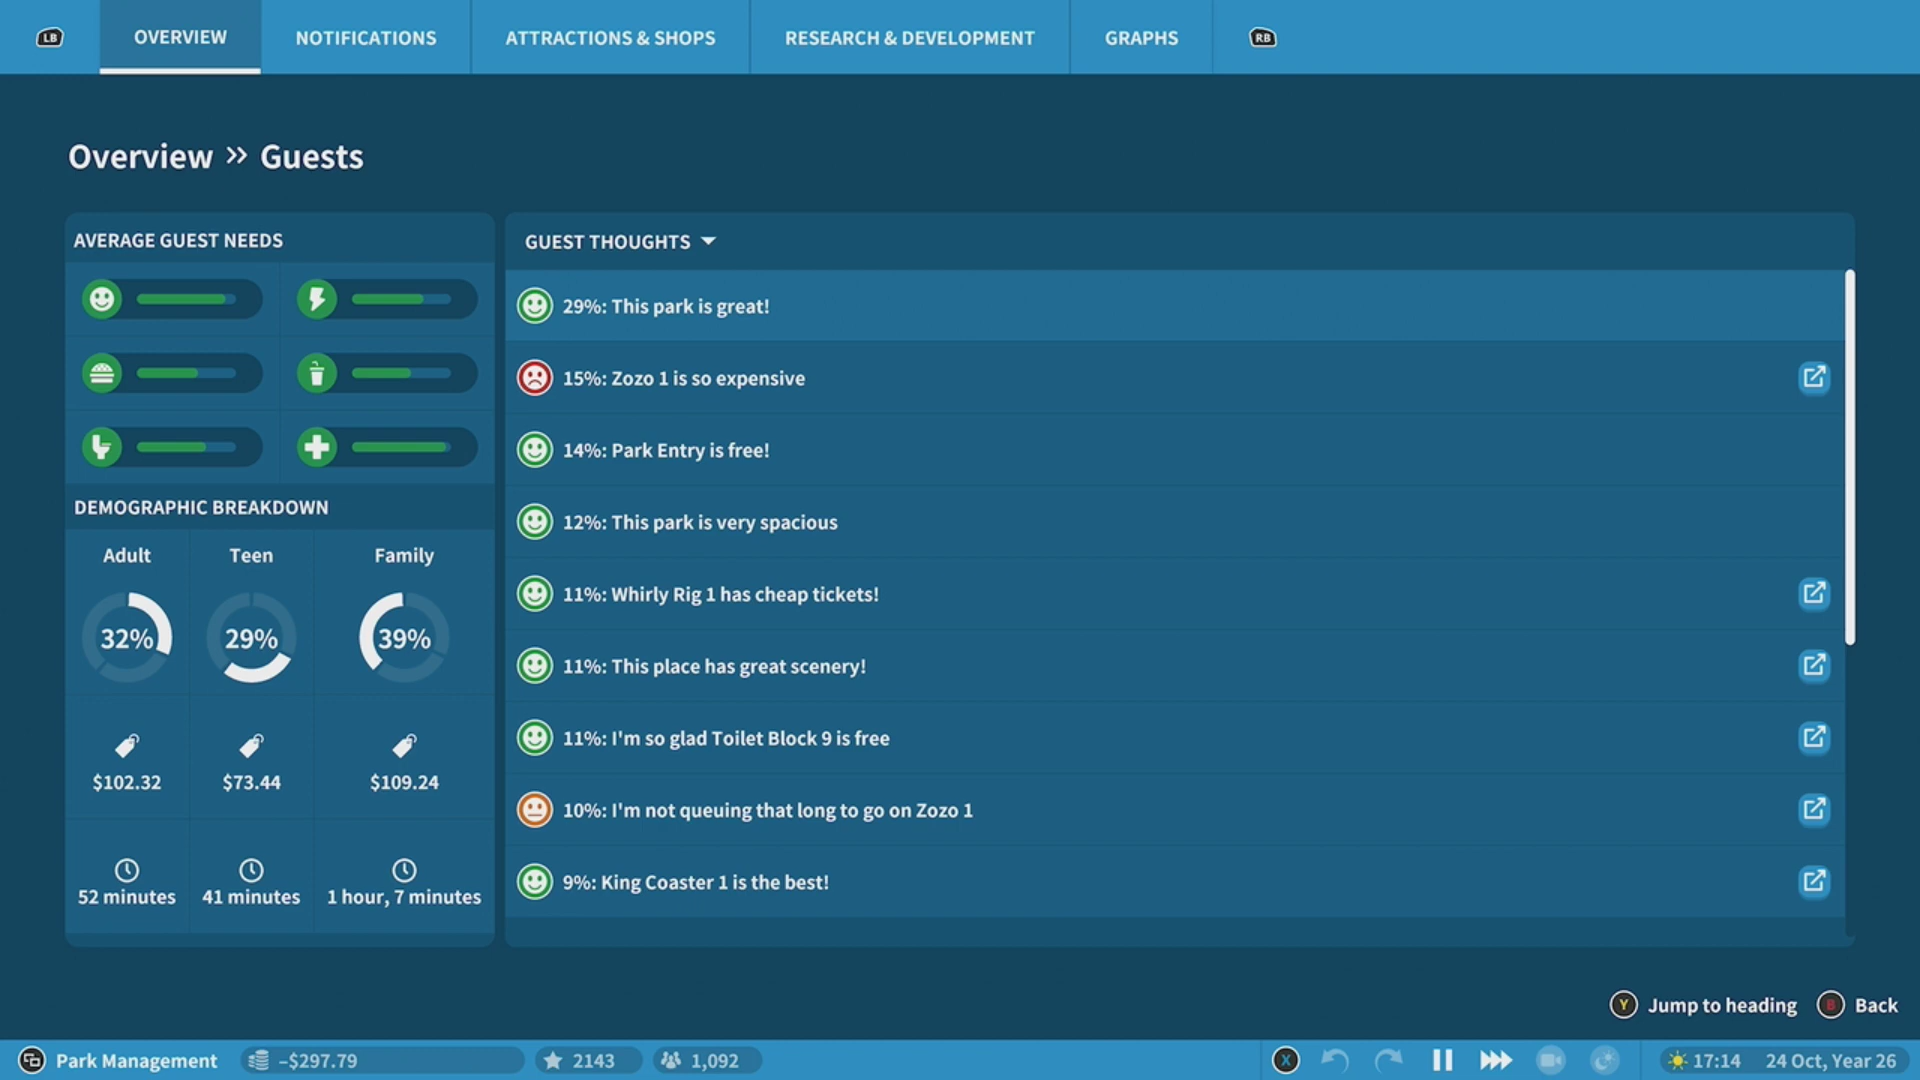 LB
OVERVIEW
NOTIFICATIONS
ATTRACTIONS & SHOPS
RESEARCH & DEVELOPMENT
GRAPHS
RB
Overview » Guests
AVERAGE GUEST NEEDS
DEMOGRAPHIC BREAKDOWN
Adult
Teen
Family
32%
29%
39%
$102.32
$73.44
$109.24
52 minutes
41 minutes
1 hour, 7 minutes
GUEST THOUGHTS
29%: This park is great!
15%: Zozo 1 is so expensive
14%: Park Entry is free!
12%: This park is very spacious
11%: Whirly Rig 1 has cheap tickets!
11%: This place has great scenery!
11%: I'm so glad Toilet Block 9 is free
10%: I'm not queuing that long to go on Zozo 1
9%: King Coaster 1 is the best!
Y Jump to heading
B Back
Park Management
-$297.79
2143
1,092
X
17:14
24 Oct, Year 26